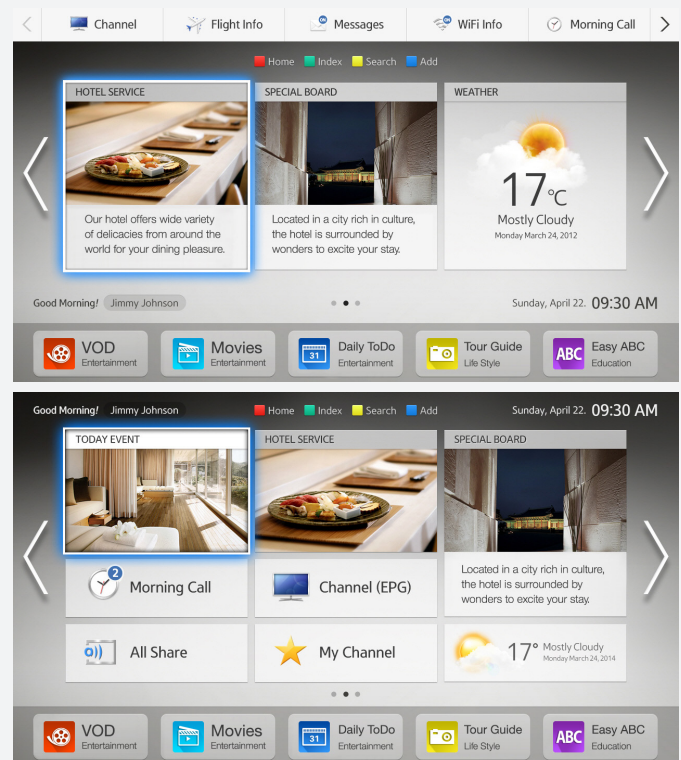 Channel
Flight Info
ON
Messages
ON
WiFi Info
Morning Call
Home
Index
Search
Add
HOTEL SERVICE
SPECIAL BOARD
WEATHER
Our hotel offers wide variety
of delicacies from around the
world for your dining pleasure.
Located in a city rich in culture,
the hotel is surrounded by
wonders to excite your stay.
17°C
Mostly Cloudy
Monday March 24, 2012
Good Morning! Jimmy Johnson
Sunday, April 22. 09:30 AM
VOD
Entertainment
Movies
Entertainment
31
Daily ToDo
Entertainment
Tour Guide
Life Style
ABC
Easy ABC
Education
Good Morning! Jimmy Johnson
Home
Index
Search
Add
Sunday, April 22. 09:30 AM
TODAY EVENT
HOTEL SERVICE
SPECIAL BOARD
2
Morning Call
Channel (EPG)
Located in a city rich in culture,
the hotel is surrounded by
wonders to excite your stay.
All Share
My Channel
17°
Mostly Cloudy
Monday March 24, 2014
VOD
Entertainment
Movies
Entertainment
31
Daily ToDo
Entertainment
Tour Guide
Life Style
ABC
Easy ABC
Education